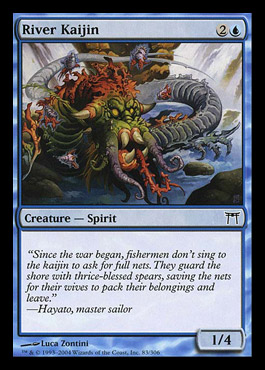 River Kaijin 2
Creature — Spirit
“Since the war began, fishermen don’t sing to
the kaijin to ask for full nets. They guard the
shore with thrice-blessed spears, saving the nets
for their wives to pack their belongings and
leave.”
—Hayato, master sailor
Luca Zontini
™ & © 1993-2004 Wizards of the Coast, Inc. 83/306
1/4